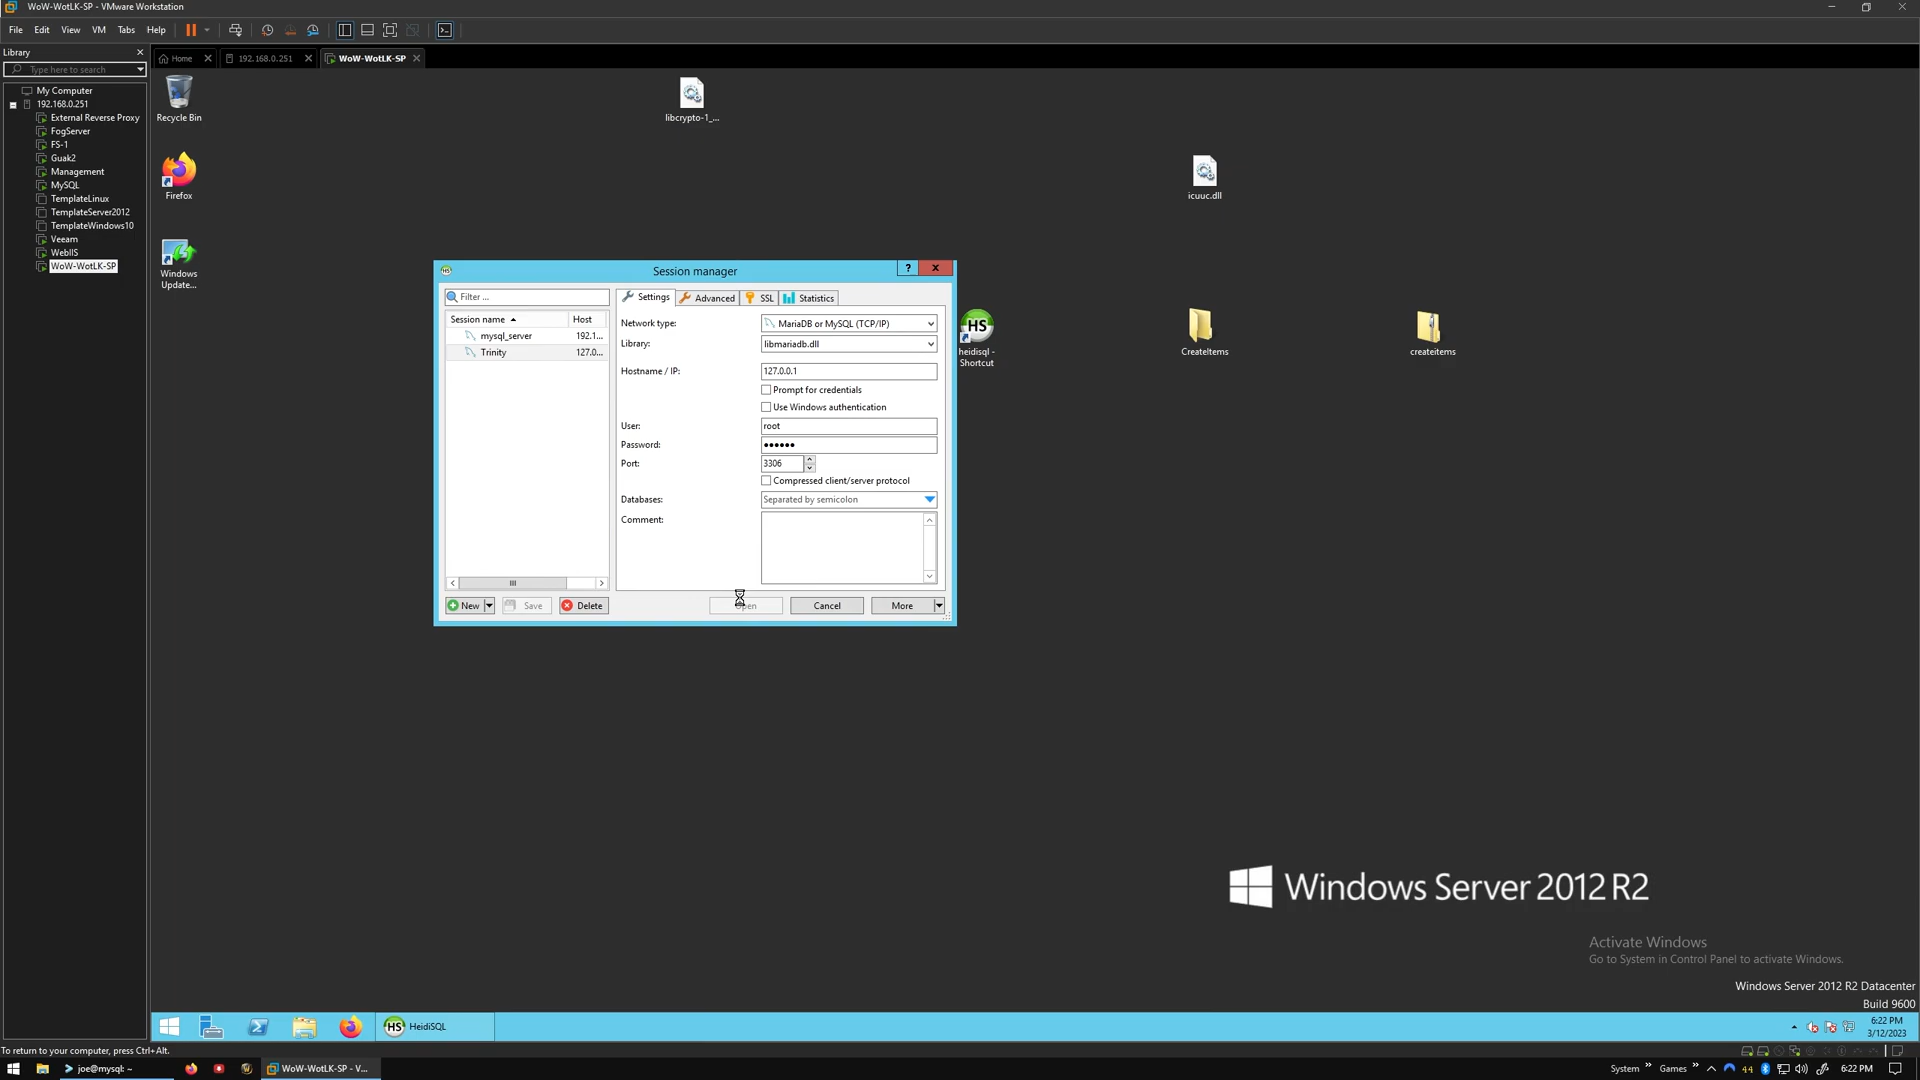 WoW-WotLK-SP - VMware Workstation
File Edit View VM Tabs Help
Library
Type here to search
Home
192.168.0.251
WoW-WotLK-SP
My Computer
192.168.0.251
External Reverse Proxy
FogServer
FS-1
Guak2
Management
MySQL
TemplateLinux
TemplateServer2012
TemplateWindows10
Veeam
WebIIS
WoW-WotLK-SP
Recycle Bin
Firefox
Windows
Update...
libcrypto-1_...
icuuc.dll
heidisql -
Shortcut
CreateItems
createitems
Session manager
?
Filter ...
Session name Host
mysql_server 192.1...
Trinity 127.0...
Settings Advanced SSL Statistics
Network type: MariaDB or MySQL (TCP/IP)
Library: libmariadb.dll
Hostname / IP: 127.0.0.1
Prompt for credentials
Use Windows authentication
User: root
Password: ••••••
Port: 3306
Compressed client/server protocol
Databases: Separated by semicolon
Comment:
New Save Delete Cancel More
Windows Server 2012 R2
Activate Windows
Go to System in Control Panel to activate Windows.
Windows Server 2012 R2 Datacenter
Build 9600
HS HeidiSQL
6:22 PM
3/12/2023
To return to your computer, press Ctrl+Alt.
joe@mysql: ~
WoW-WotLK-SP - V...
System » Games » 44 6:22 PM